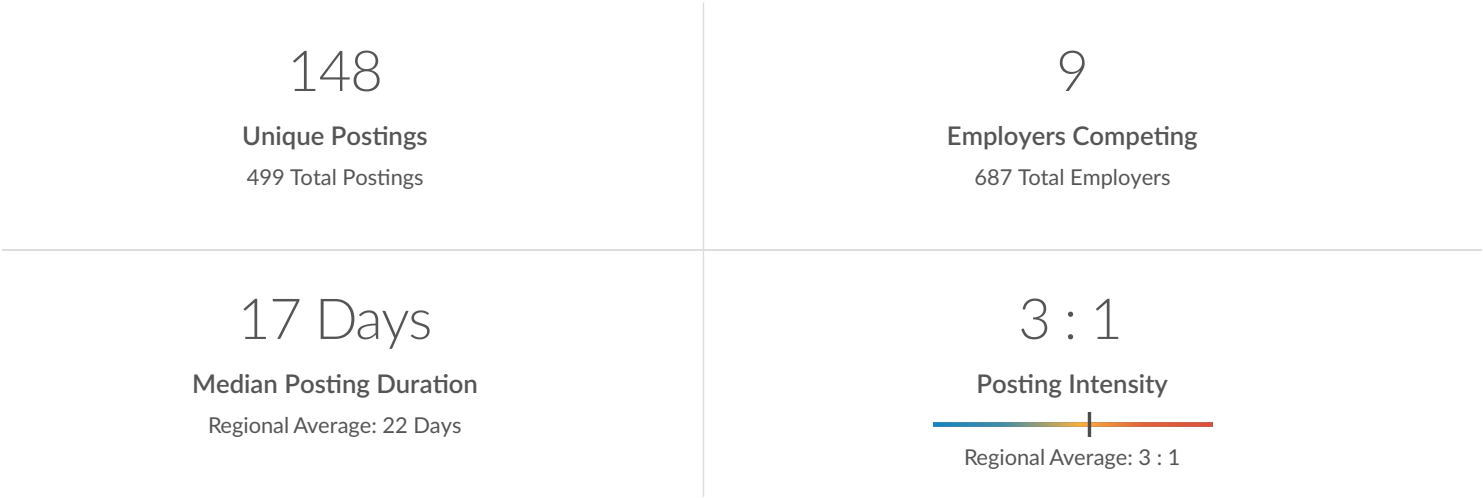 148
Unique Postings
499 Total Postings
9
Employers Competing
687 Total Employers
17 Days
Median Posting Duration
Regional Average: 22 Days
3 : 1
Posting Intensity
Regional Average: 3 : 1